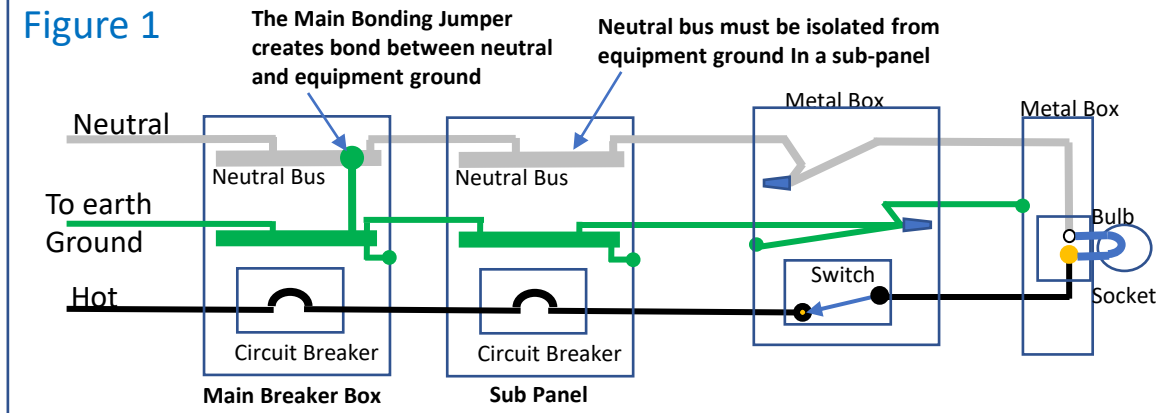 Figure 1
The Main Bonding Jumper
creates bond between neutral
and equipment ground
Neutral bus must be isolated from
equipment ground In a sub-panel
Metal Box
Metal Box
Neutral
Neutral Bus
Neutral Bus
To earth
Ground
Bulb
Switch
Hot
Socket
Circuit Breaker
Circuit Breaker
Main Breaker Box
Sub Panel